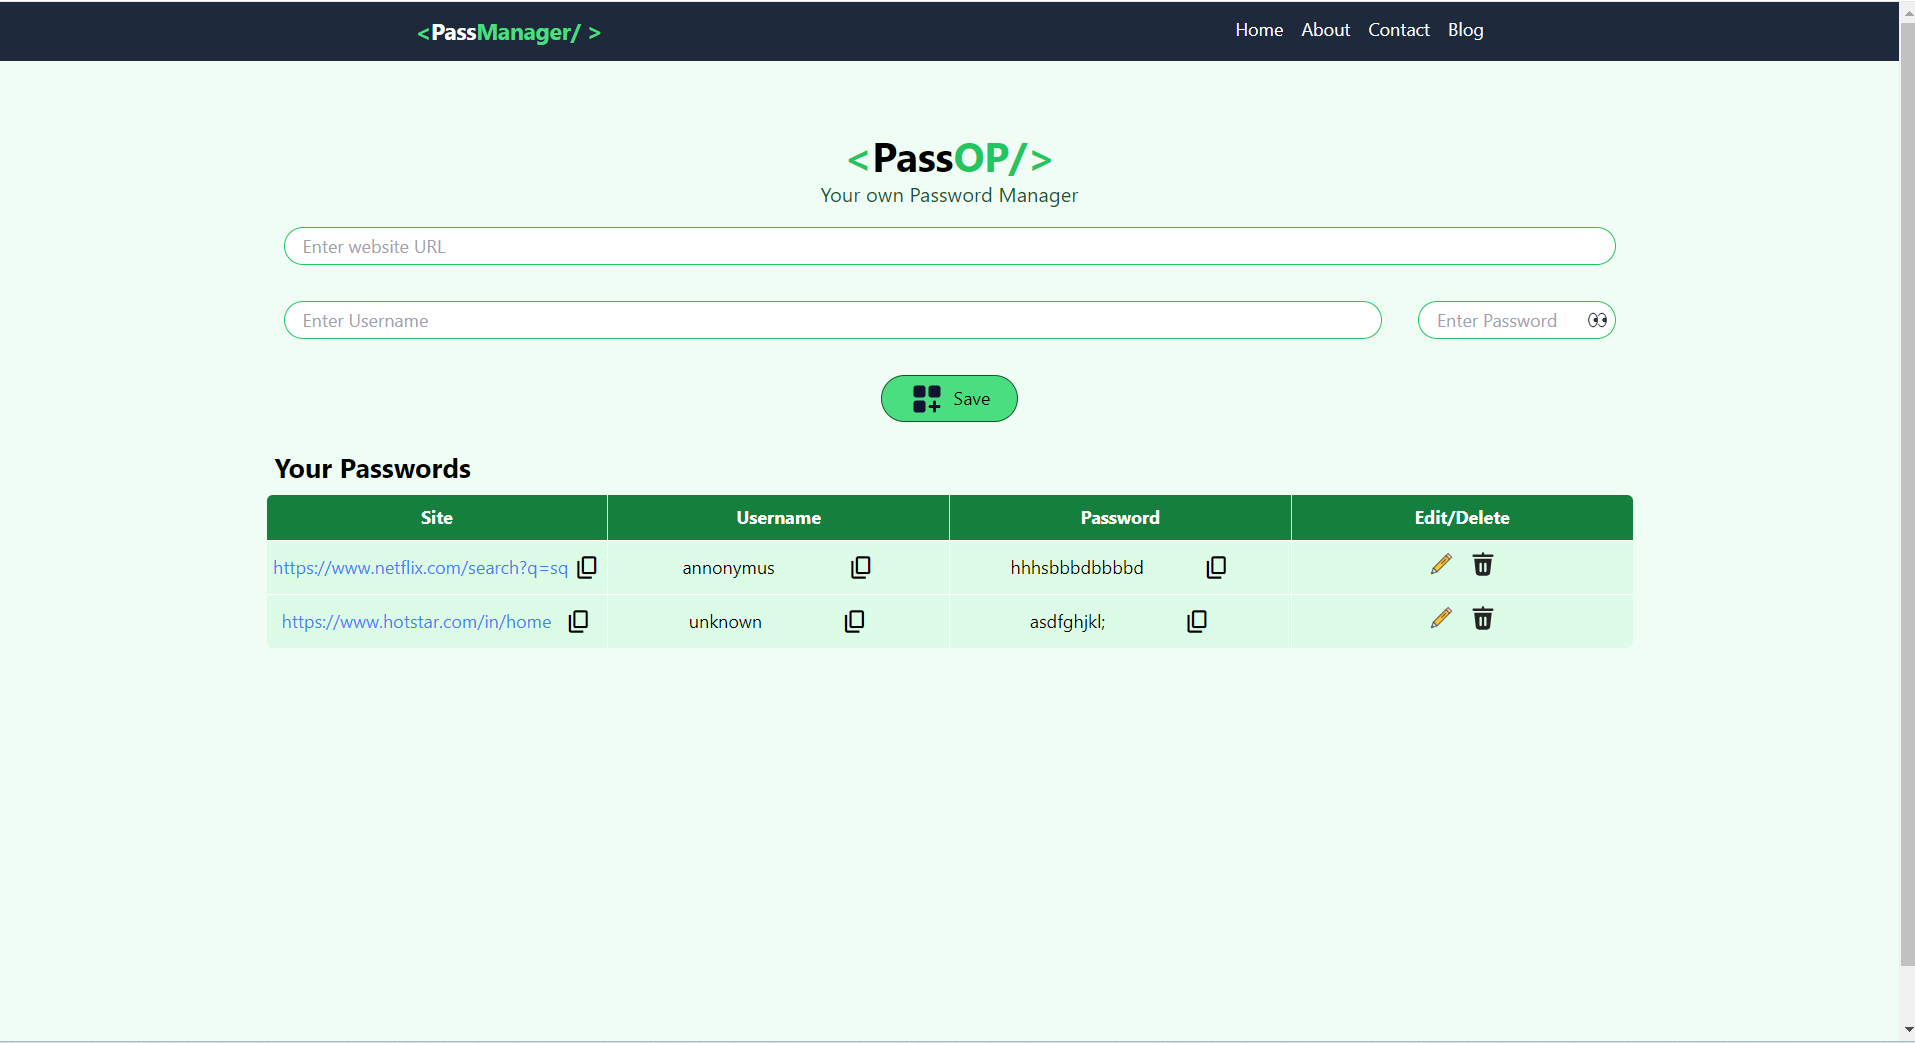 <PassManager/ > Home About Contact Blog
<PassOP/>
Your own Password Manager
Enter website URL
Enter Username Enter Password
Save
Your Passwords
Site Username Password Edit/Delete
https://www.netflix.com/search?q=sq annonymus hhhsbbbdbbbbd
https://www.hotstar.com/in/home unknown asdfghjkl;